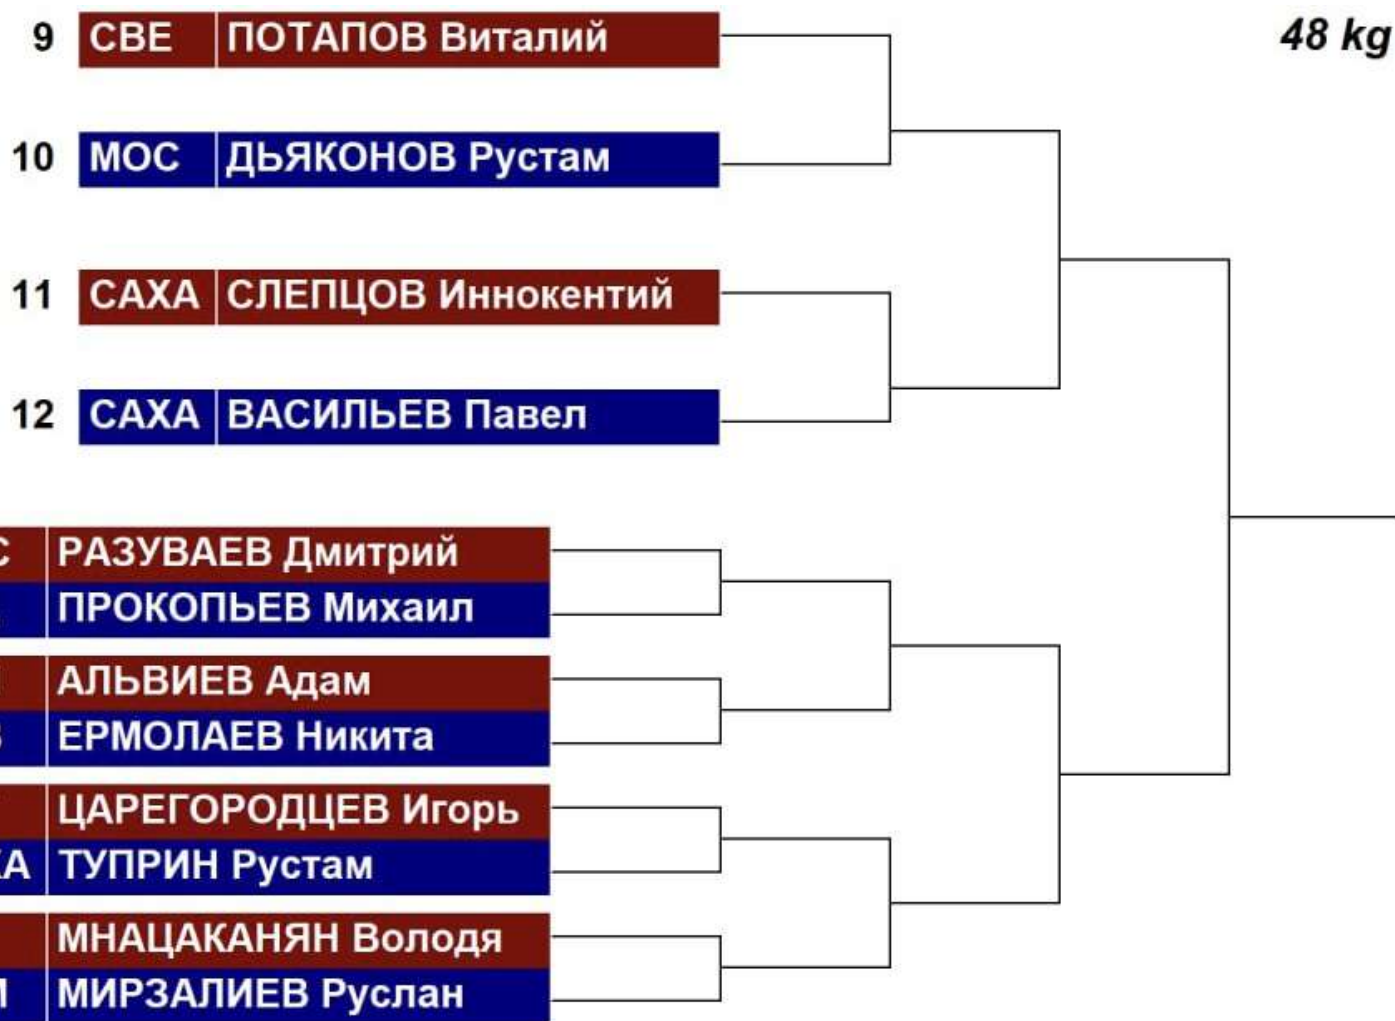 9 СВЕ ПОТАПОВ Виталий 48 kg
10 МОС ДЬЯКОНОВ Рустам
11 САХА СЛЕПЦОВ Иннокентий
12 САХА ВАСИЛЬЕВ Павел
РАЗУВАЕВ Дмитрий
ПРОКОПЬЕВ Михаил
АЛЬВИЕВ Адам
ЕРМОЛАЕВ Никита
ЦАРЕГОРОДЦЕВ Игорь
ТУПРИН Рустам
МНАЦАКАНЯН Володя
МИРЗАЛИЕВ Руслан